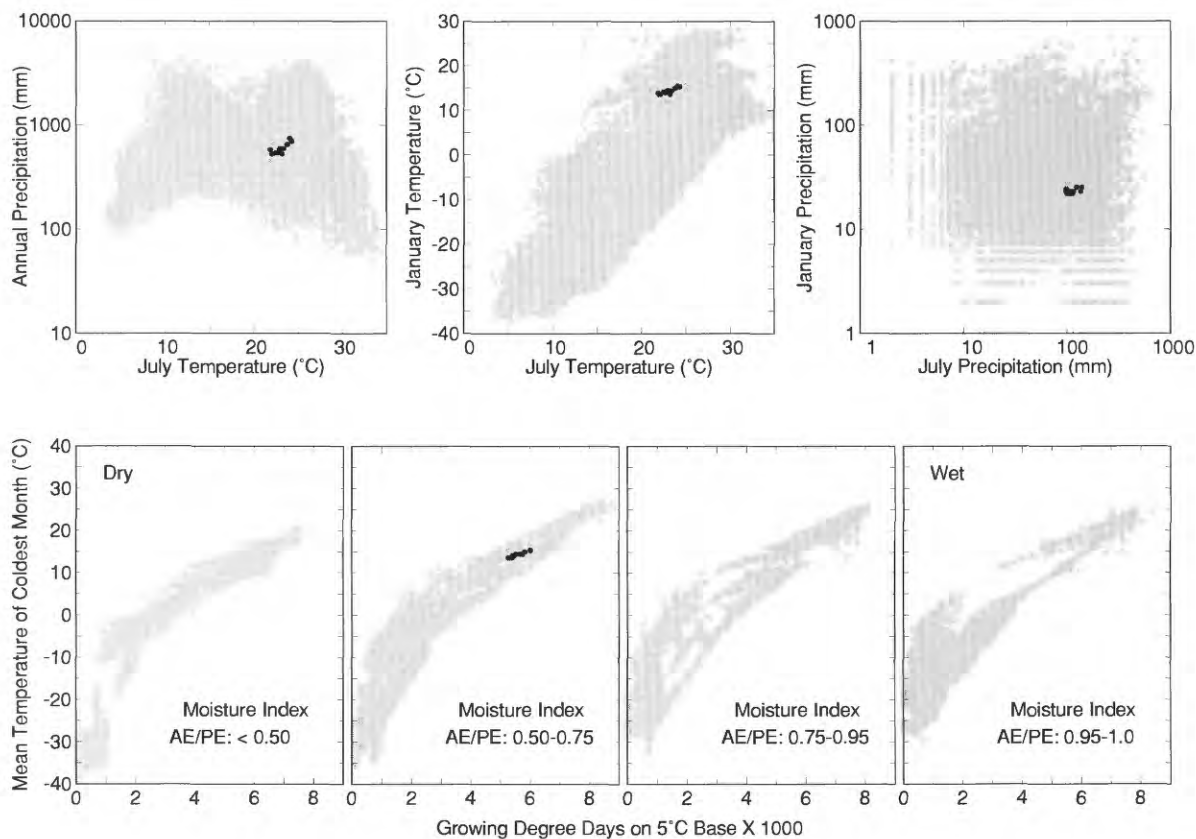 10000
1000
100
10
Annual Precipitation (mm)
0 10 20 30
July Temperature (°C)
30
20
10
0
-10
-20
-30
-40
January Temperature (°C)
0 10 20 30
July Temperature (°C)
1000
100
10
1
January Precipitation (mm)
1 10 100 1000
July Precipitation (mm)
40
30
20
10
0
-10
-20
-30
-40
Mean Temperature of Coldest Month (°C)
Dry
Moisture Index
AE/PE: < 0.50
0 2 4 6 8
Moisture Index
AE/PE: 0.50-0.75
0 2 4 6 8
Moisture Index
AE/PE: 0.75-0.95
0 2 4 6 8
Wet
Moisture Index
AE/PE: 0.95-1.0
0 2 4 6 8
Growing Degree Days on 5°C Base X 1000